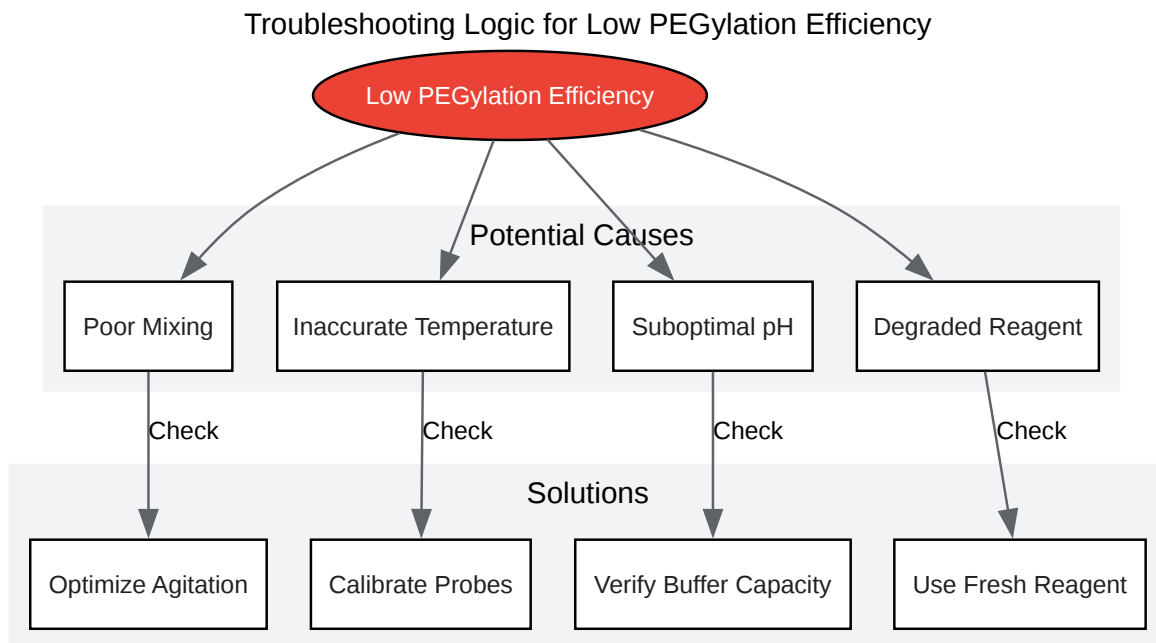 Troubleshooting Logic for Low PEGylation Efficiency
Low PEGylation Efficiency
Potential Causes
Poor Mixing
Inaccurate Temperature
Suboptimal pH
Degraded Reagent
Check
Check
Check
Check
Solutions
Optimize Agitation
Calibrate Probes
Verify Buffer Capacity
Use Fresh Reagent